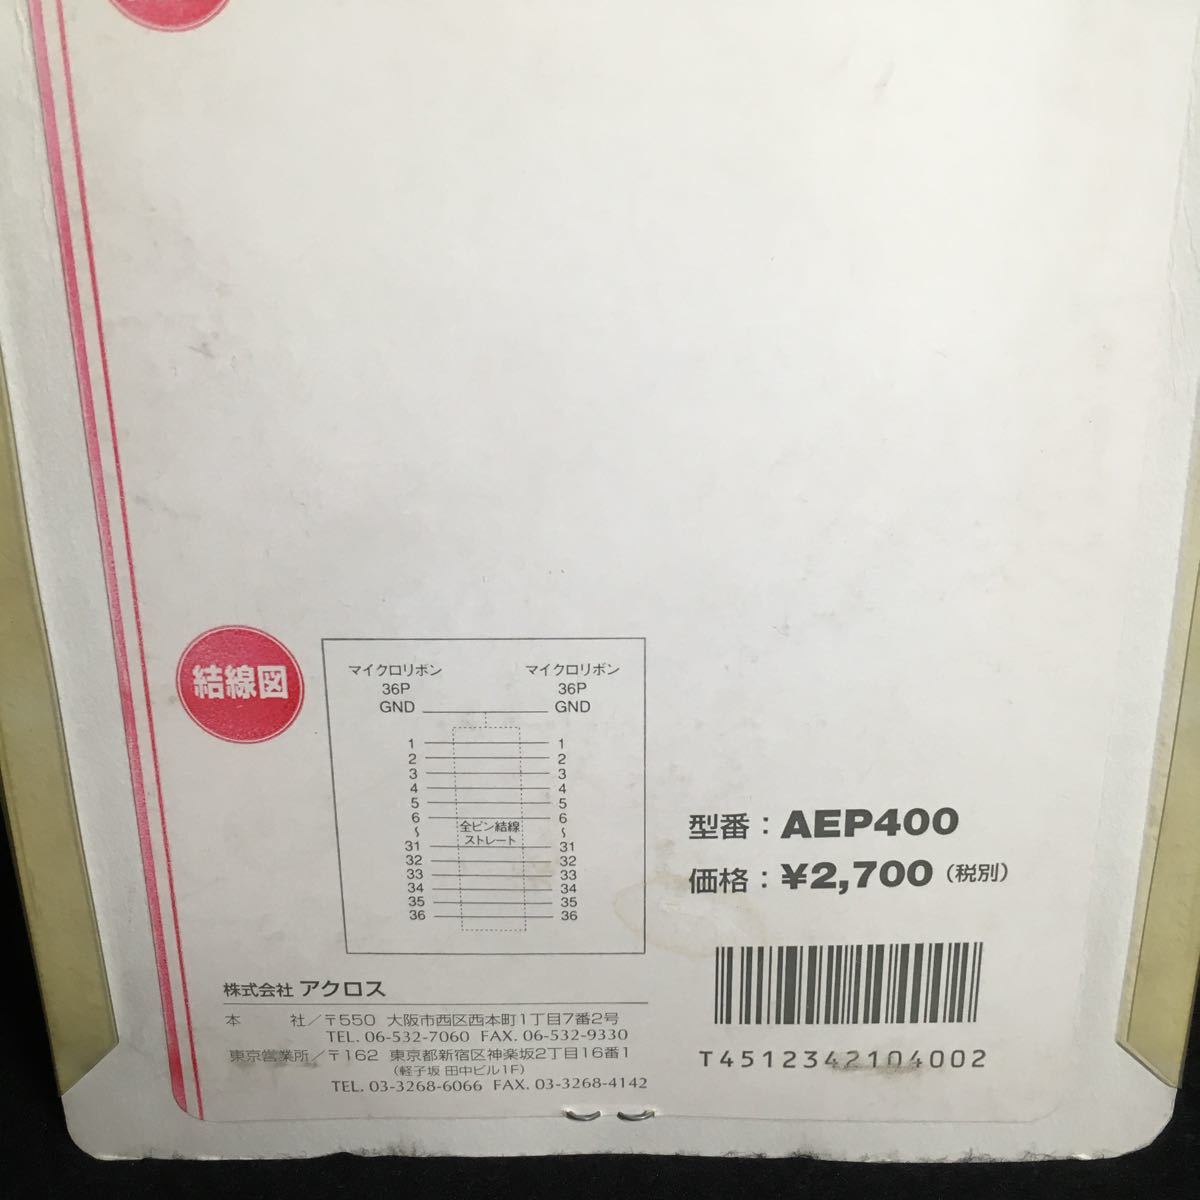 結線図
マイクロリボン マイクロリボン
36P 36P
GND GND
1 1
2 2
3 3
4 4
5 5
6 6
〜 全ピン結線 〜
ストレート
31 31
32 32
33 33
34 34
35 35
36 36
型番：AEP400
価格：¥2,700（税別）
T4512342104002
株式会社 アクロス
本 社／〒550 大阪市西区西本町1丁目7番2号
TEL. 06-532-7060 FAX. 06-532-9330
東京営業所／〒162 東京都新宿区神楽坂2丁目16番1
（軽子坂 田中ビル1F）
TEL. 03-3268-6066 FAX. 03-3268-4142